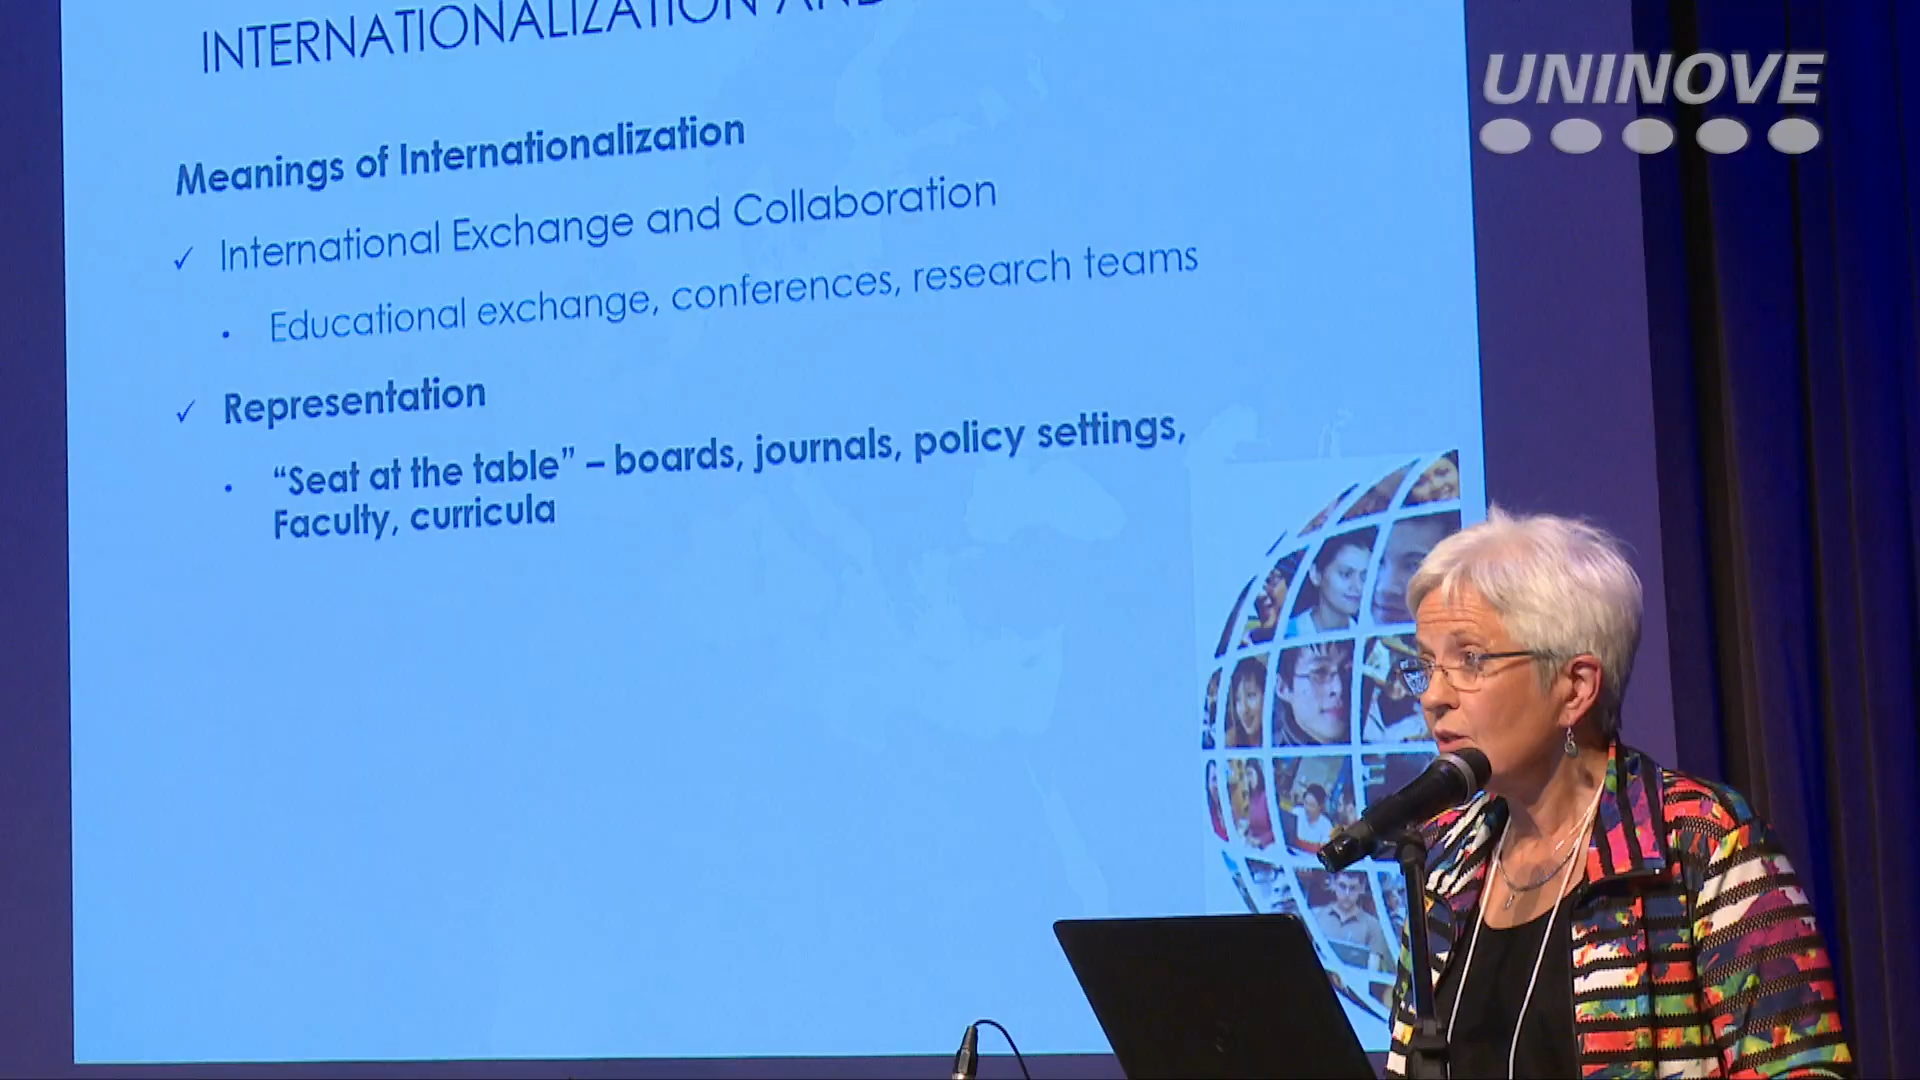 INTERNATIONALIZATION AND
UNINOVE
Meanings of Internationalization
✓ International Exchange and Collaboration
• Educational exchange, conferences, research teams
✓ Representation
• “Seat at the table” – boards, journals, policy settings,
Faculty, curricula